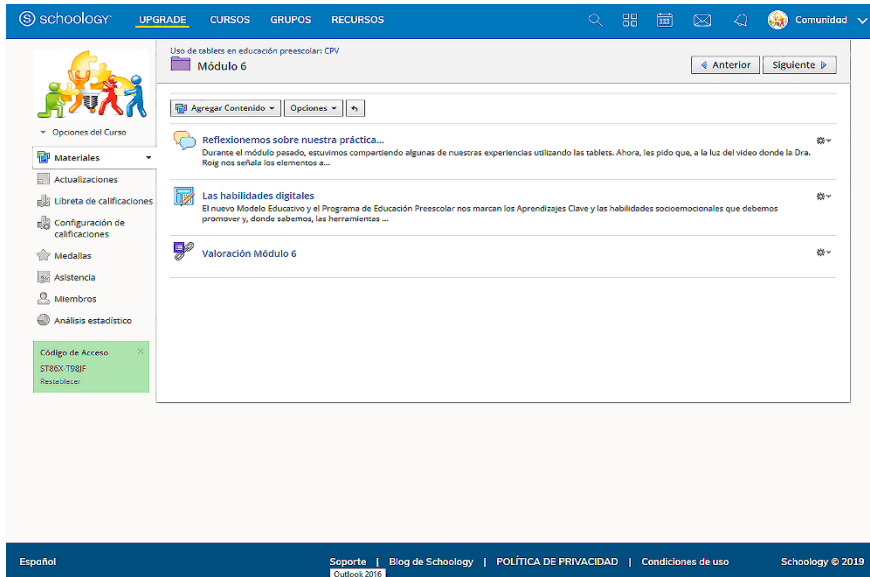 schoology
UPGRADE CURSOS GRUPOS RECURSOS
Comunidad
Opciones del Curso
Materiales
Actualizaciones
Libreta de calificaciones
Configuración de
calificaciones
Medallas
Asistencia
Miembros
Análisis estadístico
Código de Acceso
ST86X-T98JF
Restablecer
Uso de tablets en educación preescolar: CPV
Módulo 6
Anterior
Siguiente
Agregar Contenido
Opciones
Reflexionemos sobre nuestra práctica...
Durante el módulo pasado, estuvimos compartiendo algunas de nuestras experiencias utilizando las tablets. Ahora, les pido que, a la luz del video donde la Dra.
Roig nos señala los elementos a...
Las habilidades digitales
El nuevo Modelo Educativo y el Programa de Educación Preescolar nos marcan los Aprendizajes Clave y las habilidades socioemocionales que debemos
promover y, donde sabemos, las herramientas ...
Valoración Módulo 6
Español
Soporte | Blog de Schoology | POLÍTICA DE PRIVACIDAD | Condiciones de uso
Schoology © 2019
Outlook 2016